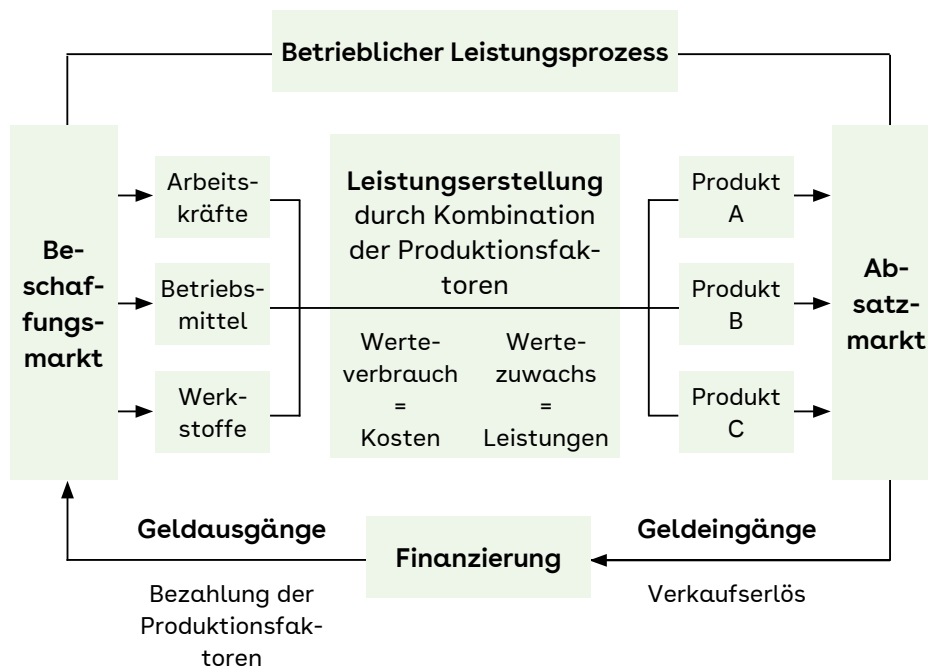 Betrieblicher Leistungsprozess
Be-
schaf-
fungs-
markt
Arbeits-
kräfte
Betriebs-
mittel
Werk-
stoffe
Leistungserstellung
durch Kombination
der Produktionsfak-
toren
Werte-
verbrauch
=
Kosten
Werte-
zuwachs
=
Leistungen
Produkt
A
Produkt
B
Produkt
C
Ab-
satz-
markt
Geldausgänge
Bezahlung der
Produktionsfak-
toren
Finanzierung
Geldeingänge
Verkaufserlös